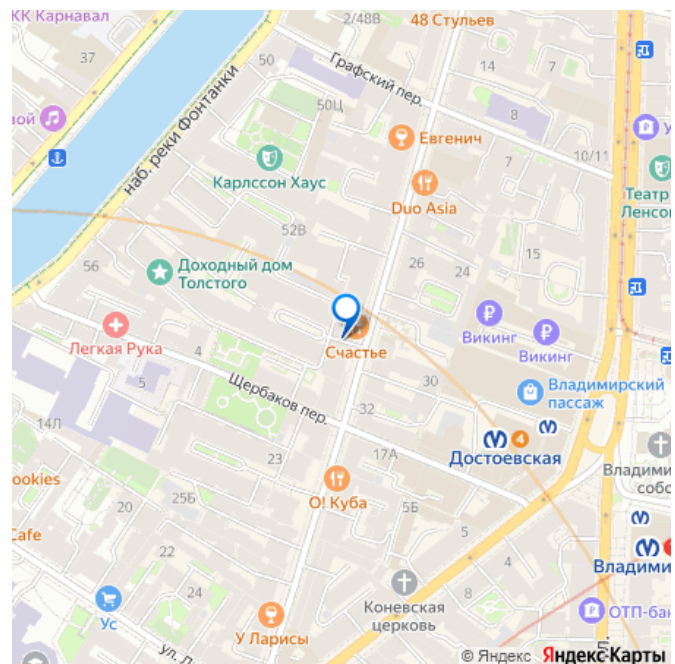 КК Карнавал
2/48В
48 Стульев
37
50
Графский пер.
14
7
50Ц
8
вой
наб. реки Фонтанки
Евгенич
У
Карлссон Хаус
7
10/11
Duo Asia
Театр
Ленсов
52В
15
56
Доходный дом
Толстого
26
24
Викинг
Викинг
Легкая Рука
4
Счастье
5
Щербаков пер.
30
Владимирский
пассаж
32
14Л
4
Достоевская
17А
23
Владими
собо
ookies
О! Куба
25Б
5Б
20
5
Cafe
22
4
Владими
Ус
Коневская
церковь
У Ларисы
ОТП-бан
ул. Л
© Яндекс Яндекс Карты